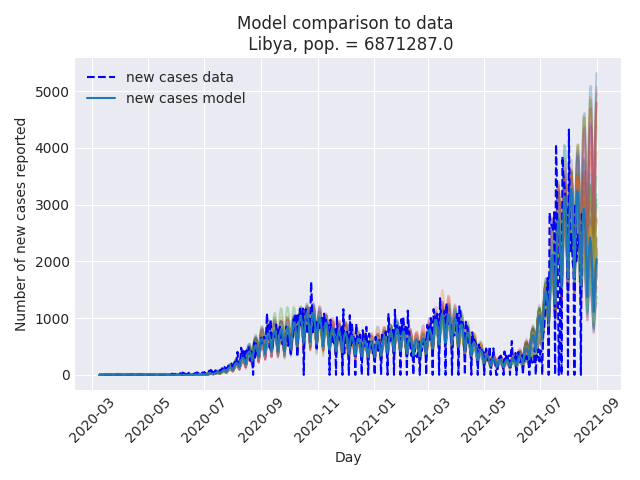 Model comparison to data
Libya, pop. = 6871287.0
new cases data
new cases model
Number of new cases reported
5000
4000
3000
2000
1000
0
2020-03
2020-05
2020-07
2020-09
2020-11
2021-01
2021-03
2021-05
2021-07
2021-09
Day